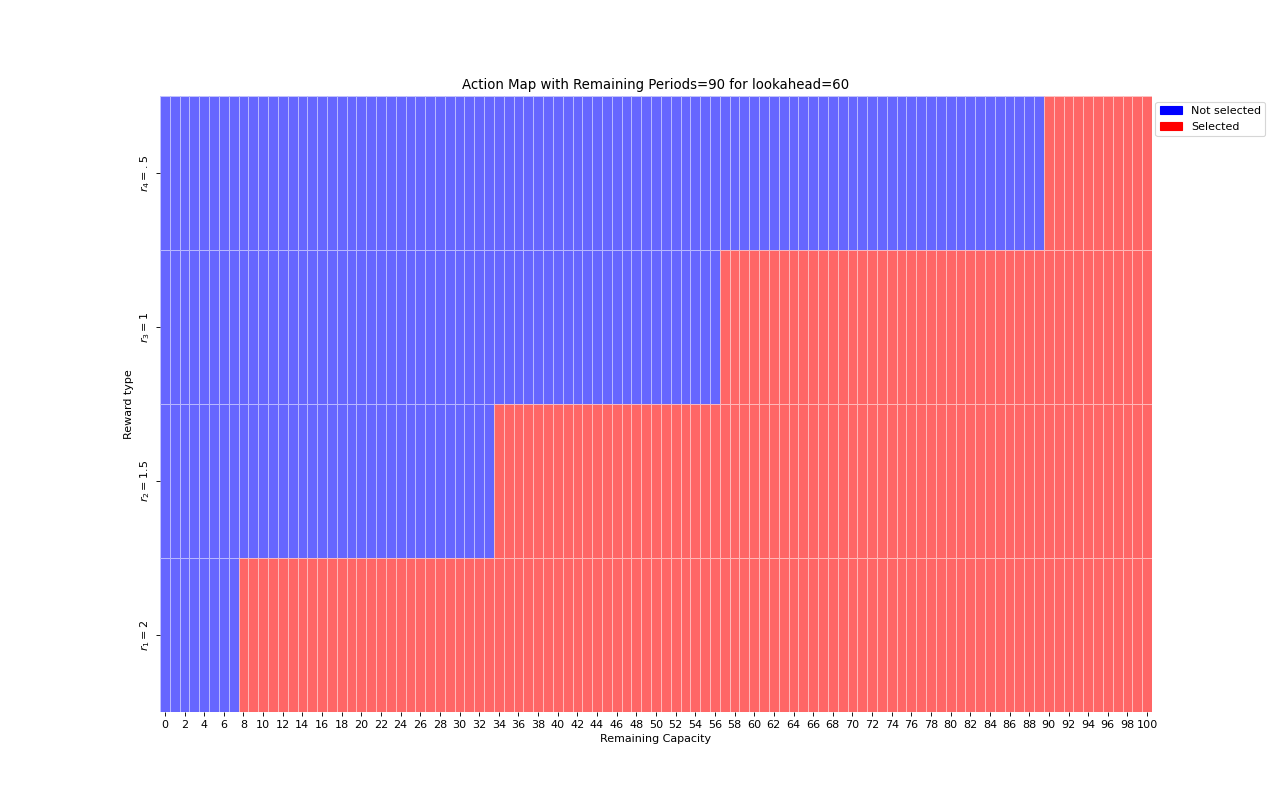 Action Map with Remaining Periods=90 for lookahead=60
Not selected
Selected
r₄ = .5
r₃ = 1
r₂ = 1.5
r₁ = 2
Reward type
0 2 4 6 8 10 12 14 16 18 20 22 24 26 28 30 32 34 36 38 40 42 44 46 48 50 52 54 56 58 60 62 64 66 68 70 72 74 76 78 80 82 84 86 88 90 92 94 96 98 100
Remaining Capacity